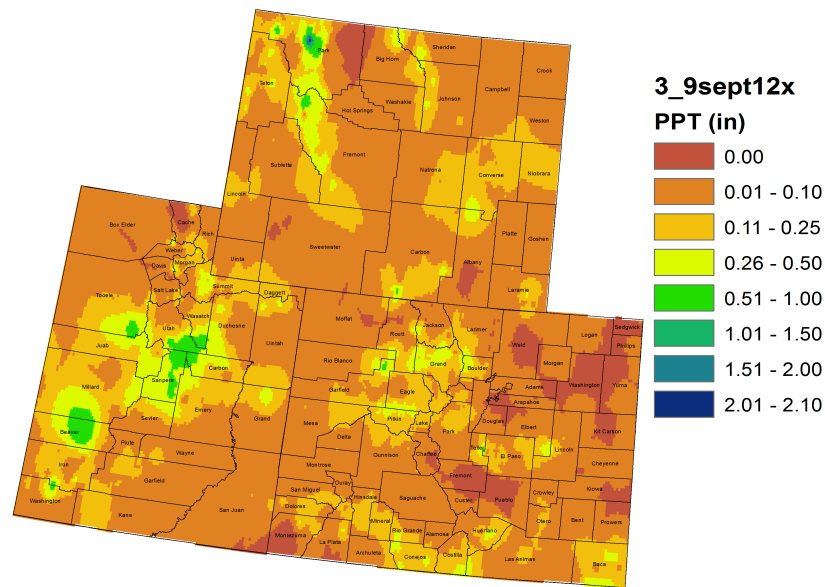 Park
Big Horn
Sheridan
Crook
Teton
Washakie
Johnson
Campbell
Hot Springs
Weston
Fremont
Sublette
Natrona
Converse
Niobrara
Lincoln
Platte
Goshen
Sweetwater
Carbon
Albany
Uinta
Laramie
Box Elder
Cache
Rich
Weber
Morgan
Davis
Salt Lake
Summit
Daggett
Tooele
Wasatch
Utah
Duchesne
Uintah
Juab
Carbon
Sanpete
Millard
Emery
Grand
Sevier
Beaver
Piute
Wayne
Iron
Garfield
Washington
Kane
San Juan
Moffat
Routt
Jackson
Larimer
Weld
Logan
Sedgwick
Phillips
Morgan
Rio Blanco
Grand
Boulder
Adams
Washington
Yuma
Garfield
Eagle
Arapahoe
Mesa
Pitkin
Lake
Park
Douglas
Elbert
Kit Carson
Delta
Gunnison
Chaffee
Teller
El Paso
Lincoln
Cheyenne
Montrose
Fremont
Ouray
San Miguel
Hinsdale
Saguache
Custer
Pueblo
Crowley
Kiowa
Dolores
Mineral
Rio Grande
Alamosa
Huerfano
Otero
Bent
Prowers
Montezuma
La Plata
Archuleta
Conejos
Costilla
Las Animas
Baca
3_9sept12x
PPT (in)
0.00
0.01 - 0.10
0.11 - 0.25
0.26 - 0.50
0.51 - 1.00
1.01 - 1.50
1.51 - 2.00
2.01 - 2.10